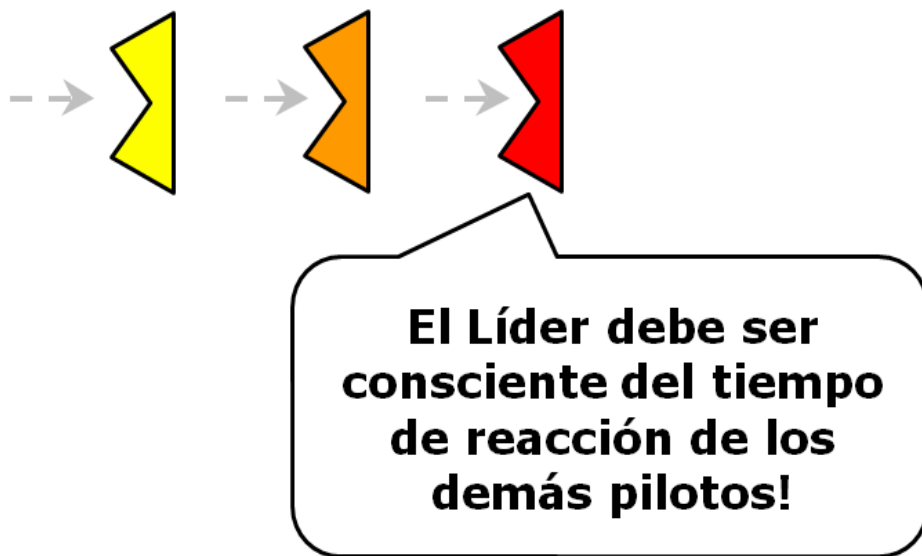 El Líder debe ser
consciente del tiempo
de reacción de los
demás pilotos!